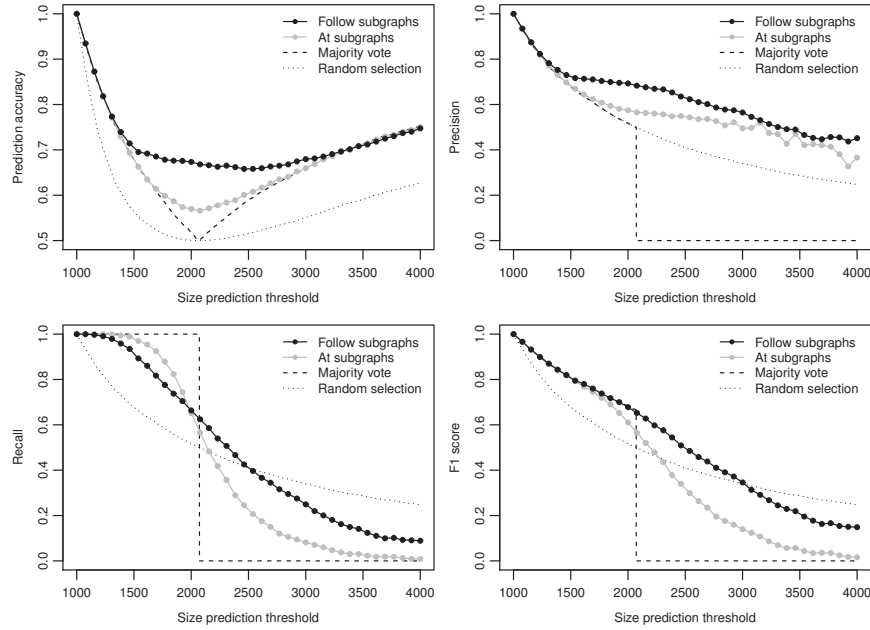 Prediction accuracy
1.0
0.9
0.8
0.7
0.6
0.5
Follow subgraphs
At subgraphs
Majority vote
Random selection
1000 1500 2000 2500 3000 3500 4000
Size prediction threshold
Precision
1.0
0.8
0.6
0.4
0.2
0.0
Follow subgraphs
At subgraphs
Majority vote
Random selection
1000 1500 2000 2500 3000 3500 4000
Size prediction threshold
Recall
1.0
0.8
0.6
0.4
0.2
0.0
Follow subgraphs
At subgraphs
Majority vote
Random selection
1000 1500 2000 2500 3000 3500 4000
Size prediction threshold
F1 score
1.0
0.8
0.6
0.4
0.2
0.0
Follow subgraphs
At subgraphs
Majority vote
Random selection
1000 1500 2000 2500 3000 3500 4000
Size prediction threshold